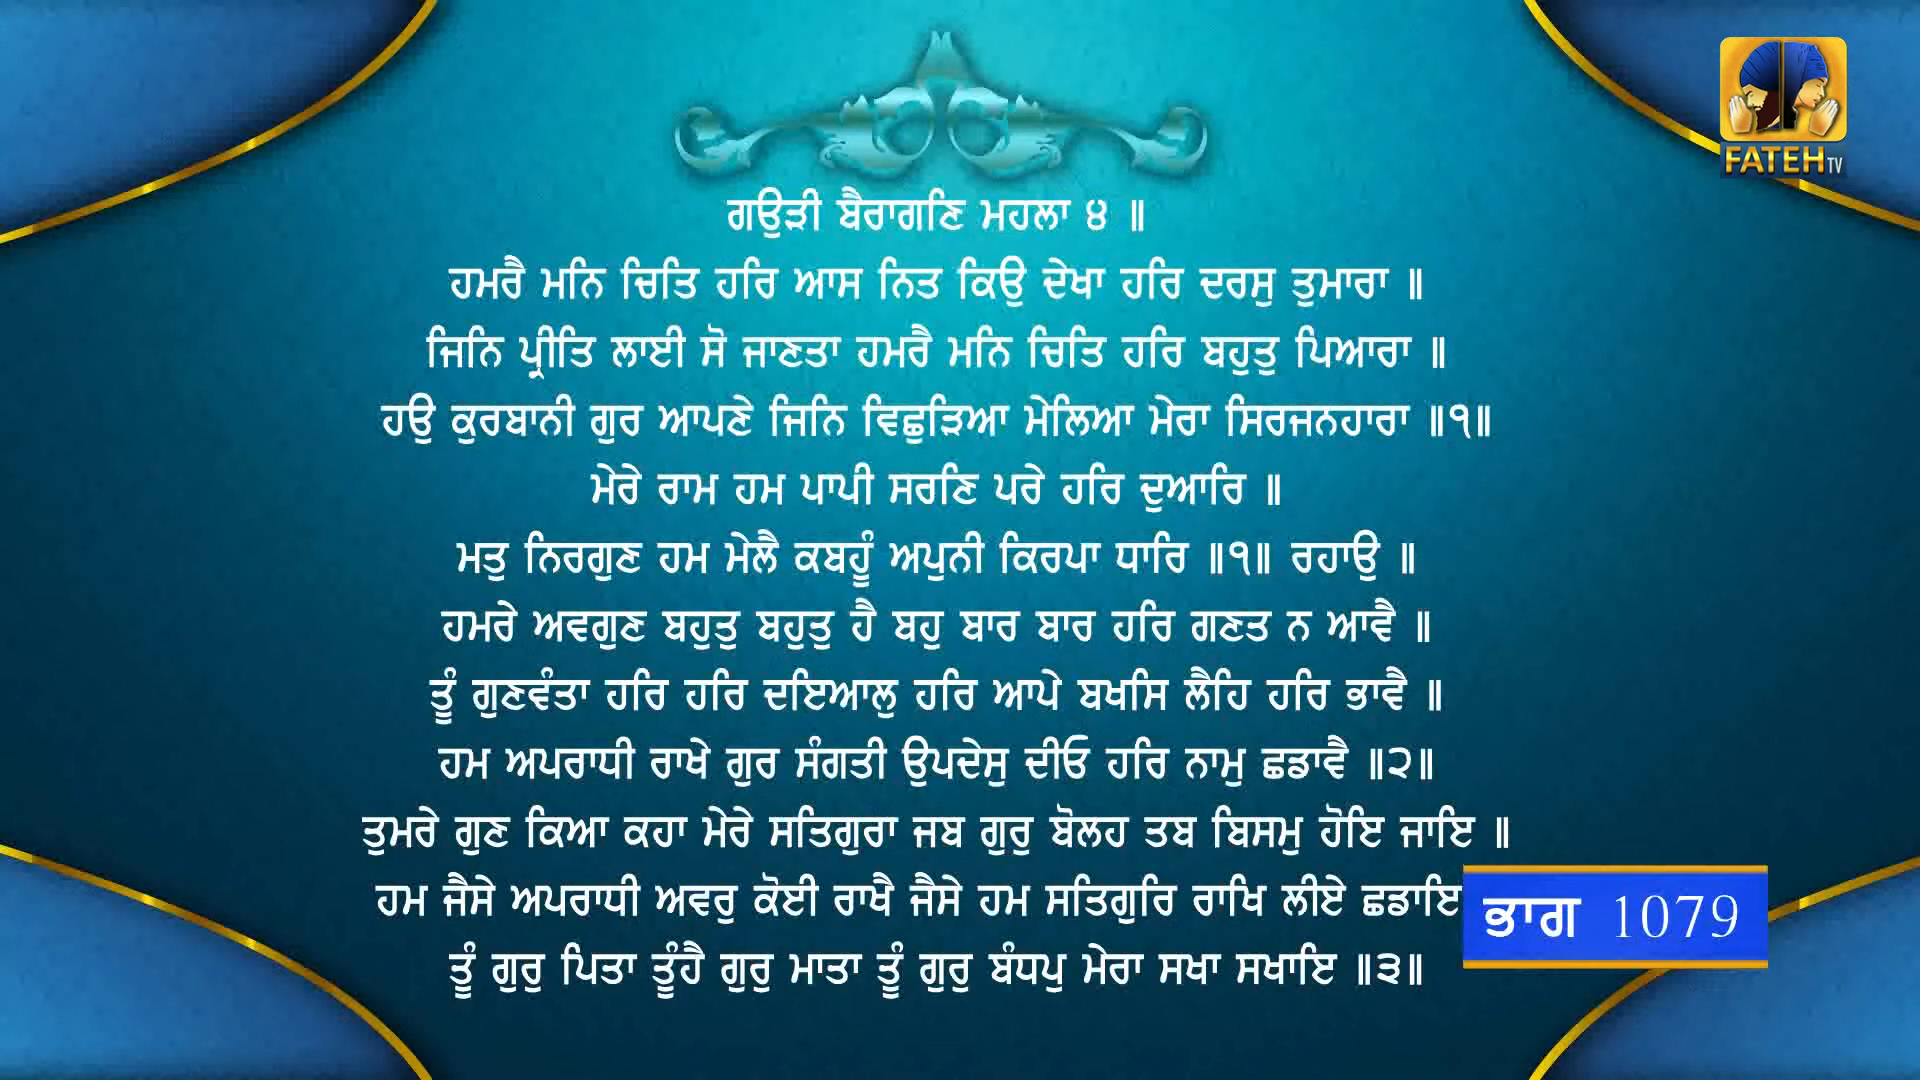 FATEH TV
ਗਉੜੀ ਬੈਰਾਗਣਿ ਮਹਲਾ ੪ ॥
ਹਮਰੈ ਮਨਿ ਚਿਤਿ ਹਰਿ ਆਸ ਨਿਤ ਕਿਉ ਦੇਖਾ ਹਰਿ ਦਰਸੁ ਤੁਮਾਰਾ ॥
ਜਿਨਿ ਪ੍ਰੀਤਿ ਲਾਈ ਸੋ ਜਾਣਤਾ ਹਮਰੈ ਮਨਿ ਚਿਤਿ ਹਰਿ ਬਹੁਤੁ ਪਿਆਰਾ ॥
ਹਉ ਕੁਰਬਾਨੀ ਗੁਰ ਆਪਣੇ ਜਿਨਿ ਵਿਛੁੜਿਆ ਮੇਲਿਆ ਮੇਰਾ ਸਿਰਜਨਹਾਰਾ ॥੧॥
ਮੇਰੇ ਰਾਮ ਹਮ ਪਾਪੀ ਸਰਣਿ ਪਰੇ ਹਰਿ ਦੁਆਰਿ ॥
ਮਤੁ ਨਿਰਗੁਣ ਹਮ ਮੇਲੈ ਕਬਹੂੰ ਅਪੁਨੀ ਕਿਰਪਾ ਧਾਰਿ ॥੧॥ ਰਹਾਉ ॥
ਹਮਰੇ ਅਵਗੁਣ ਬਹੁਤੁ ਬਹੁਤੁ ਹੈ ਬਹੁ ਬਾਰ ਬਾਰ ਹਰਿ ਗਣਤ ਨ ਆਵੈ ॥
ਤੂੰ ਗੁਣਵੰਤਾ ਹਰਿ ਹਰਿ ਦਇਆਲੁ ਹਰਿ ਆਪੇ ਬਖਸਿ ਲੈਹਿ ਹਰਿ ਭਾਵੈ ॥
ਹਮ ਅਪਰਾਧੀ ਰਾਖੇ ਗੁਰ ਸੰਗਤੀ ਉਪਦੇਸੁ ਦੀਓ ਹਰਿ ਨਾਮੁ ਛਡਾਵੈ ॥੨॥
ਤੁਮਰੇ ਗੁਣ ਕਿਆ ਕਹਾ ਮੇਰੇ ਸਤਿਗੁਰਾ ਜਬ ਗੁਰੁ ਬੋਲਹ ਤਬ ਬਿਸਮੁ ਹੋਇ ਜਾਇ ॥
ਹਮ ਜੈਸੇ ਅਪਰਾਧੀ ਅਵਰੁ ਕੋਈ ਰਾਖੈ ਜੈਸੇ ਹਮ ਸਤਿਗੁਰਿ ਰਾਖਿ ਲੀਏ ਛਡਾਇ
ਤੂੰ ਗੁਰੁ ਪਿਤਾ ਤੂੰਹੈ ਗੁਰੁ ਮਾਤਾ ਤੂੰ ਗੁਰੁ ਬੰਧਪੁ ਮੇਰਾ ਸਖਾ ਸਖਾਇ ॥੩॥
ਭਾਗ 1079